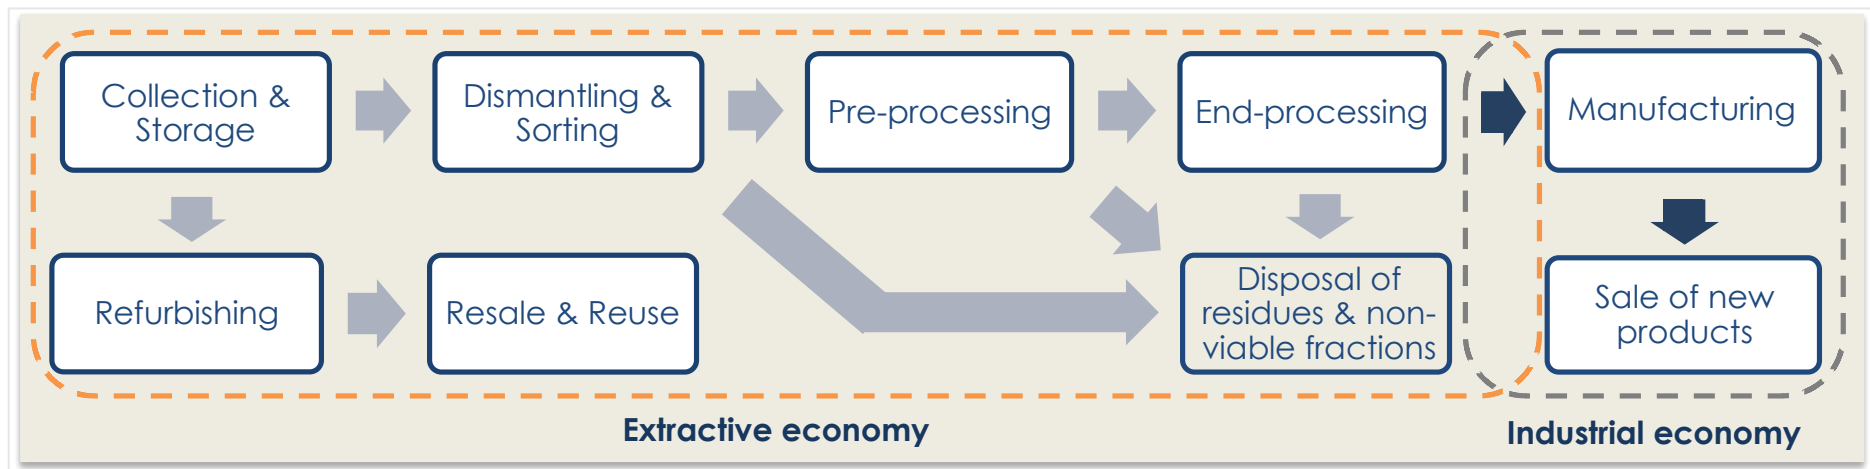 Collection &
Storage
Dismantling &
Sorting
Pre-processing
End-processing
Manufacturing
Refurbishing
Resale & Reuse
Disposal of
residues & non-
viable fractions
Sale of new
products
Extractive economy
Industrial economy